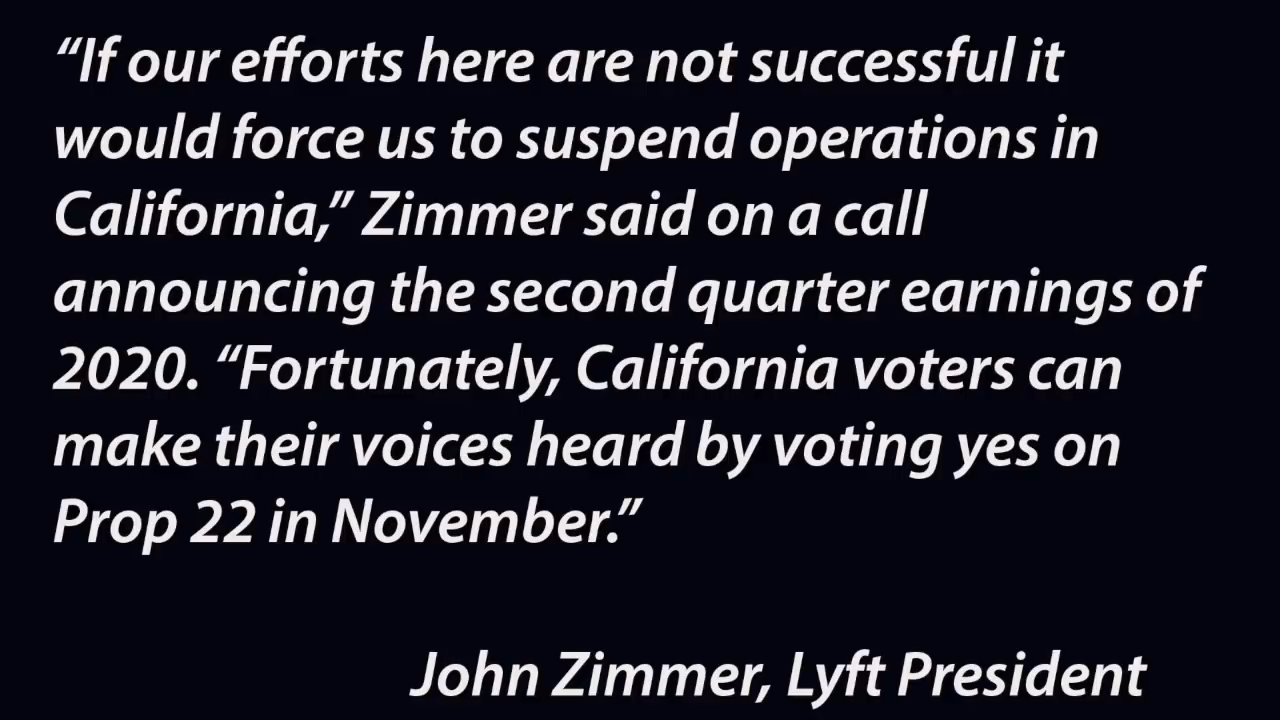 “If our efforts here are not successful it
would force us to suspend operations in
California,” Zimmer said on a call
announcing the second quarter earnings of
2020. “Fortunately, California voters can
make their voices heard by voting yes on
Prop 22 in November.”
John Zimmer, Lyft President